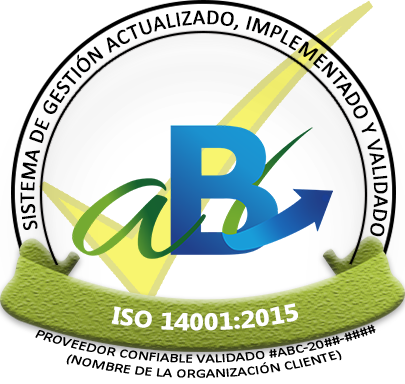 SISTEMA DE GESTIÓN ACTUALIZADO, IMPLEMENTADO Y VALIDADO
aBC
ISO 14001:2015
PROVEEDOR CONFIABLE VALIDADO #ABC-20##-####
(NOMBRE DE LA ORGANIZACIÓN CLIENTE)